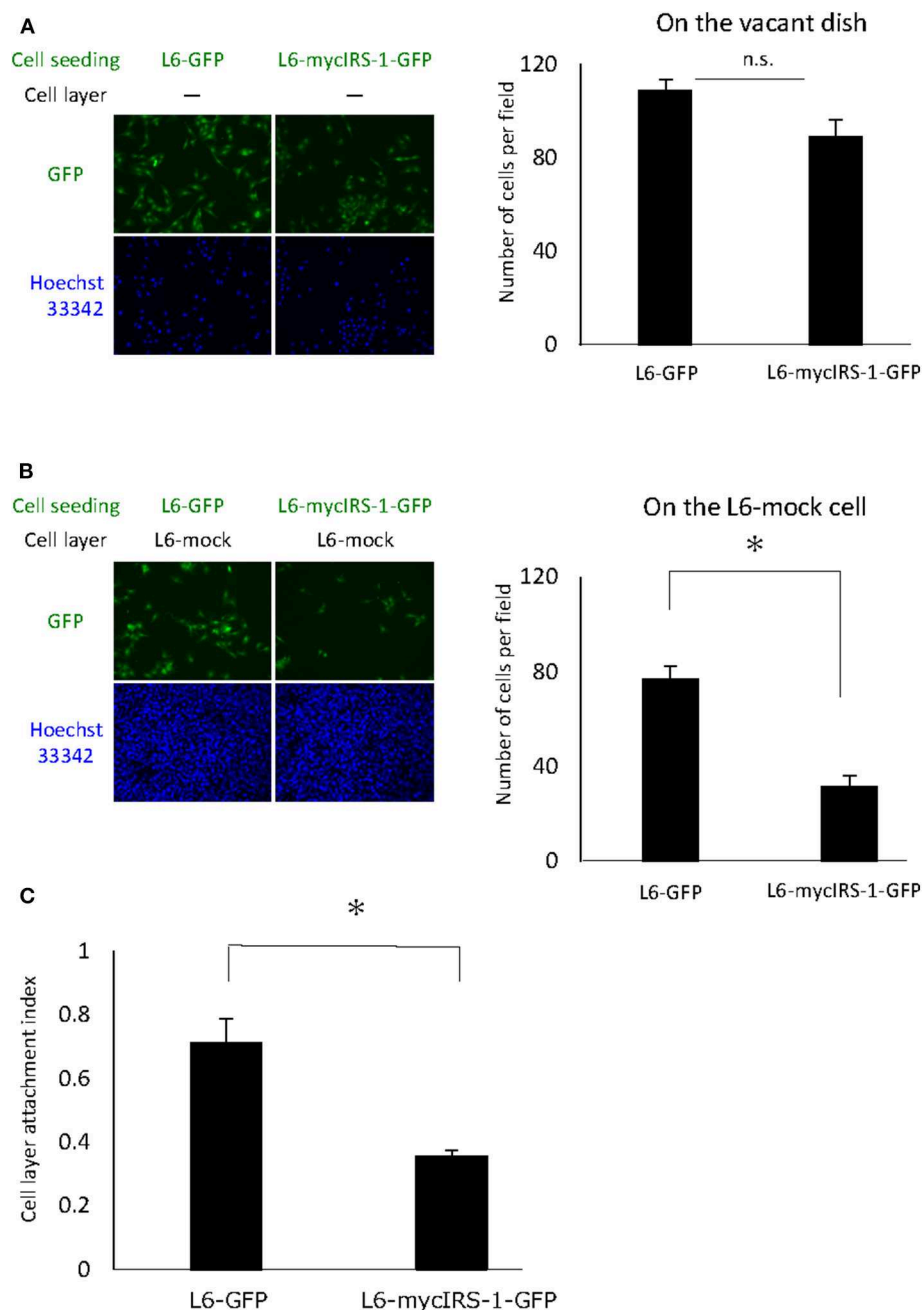 A
Cell seeding L6-GFP L6-mycIRS-1-GFP
Cell layer — —
GFP
Hoechst
33342
On the vacant dish
n.s.
Number of cells per field
120
80
40
0
L6-GFP L6-mycIRS-1-GFP
B
Cell seeding L6-GFP L6-mycIRS-1-GFP
Cell layer L6-mock L6-mock
GFP
Hoechst
33342
On the L6-mock cell
*
Number of cells per field
120
80
40
0
L6-GFP L6-mycIRS-1-GFP
C
*
Cell layer attachment index
1
0.8
0.6
0.4
0.2
0
L6-GFP L6-mycIRS-1-GFP